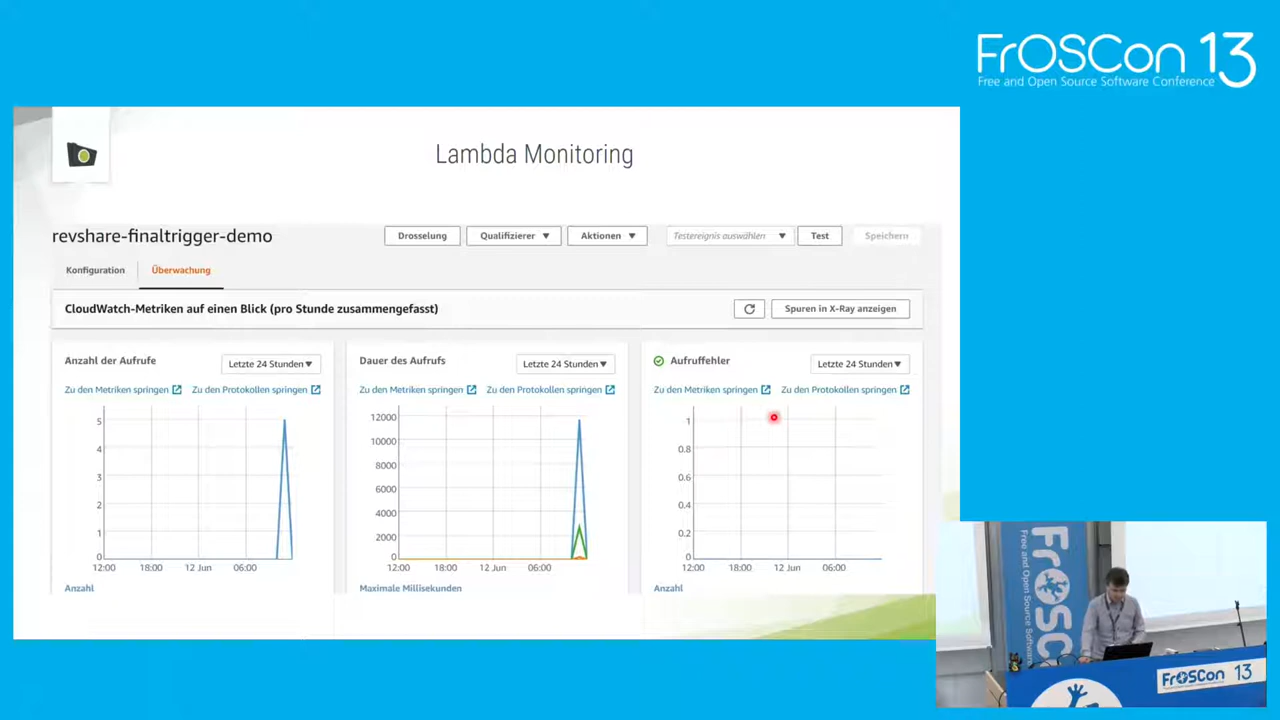 FrOSCon 13
Free and Open Source Software Conference
Lambda Monitoring
revshare-finaltrigger-demo
Drosselung
Qualifizierer
Aktionen
Testereignis auswählen
Test
Speichern
Konfiguration
Überwachung
CloudWatch-Metriken auf einen Blick (pro Stunde zusammengefasst)
Spuren in X-Ray anzeigen
Anzahl der Aufrufe
Letzte 24 Stunden
Zu den Metriken springen
Zu den Protokollen springen
5
4
3
2
1
0
12:00 18:00 12 Jun 06:00
Anzahl
Dauer des Aufrufs
Letzte 24 Stunden
Zu den Metriken springen
Zu den Protokollen springen
12000
10000
8000
6000
4000
2000
0
12:00 18:00 12 Jun 06:00
Maximale Millisekunden
Aufruffehler
Letzte 24 Stunden
Zu den Metriken springen
Zu den Protokollen springen
1
0.8
0.6
0.4
0.2
0
12:00 18:00 12 Jun 06:00
Anzahl
FrOSC
Free and Open Source Software
FrOSCon 13